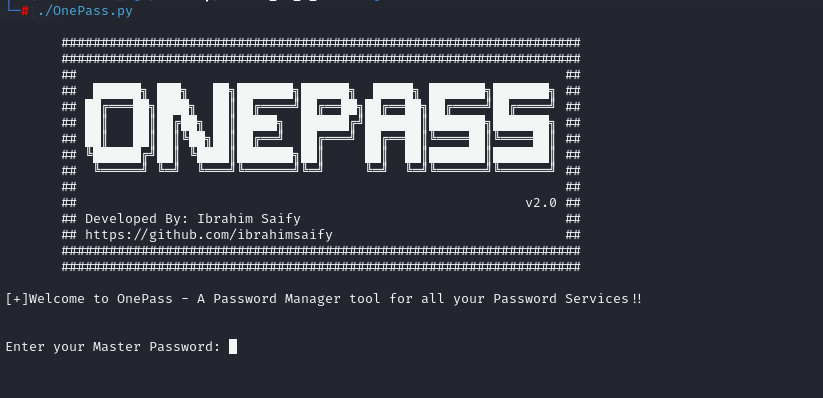 └─# ./OnePass.py
###################################################################
###################################################################
## ##
## ONEPASS ##
## ##
## v2.0 ##
## Developed By: Ibrahim Saify ##
## https://github.com/ibrahimsaify ##
###################################################################
###################################################################
[+]Welcome to OnePass - A Password Manager tool for all your Password Services!!
Enter your Master Password: